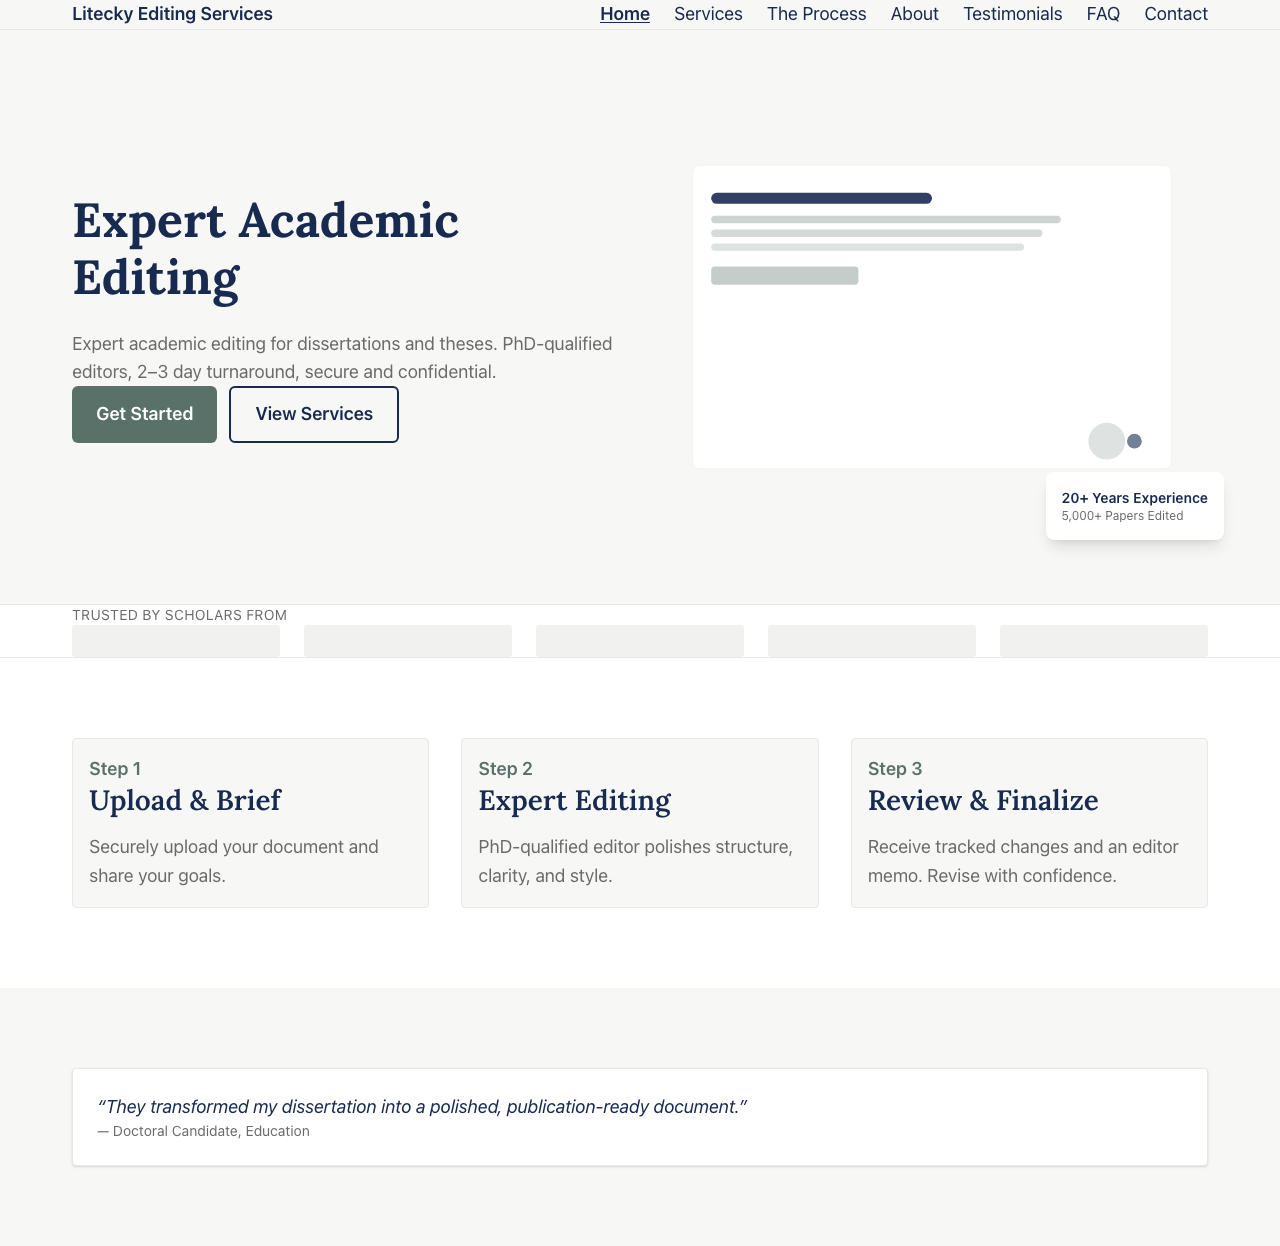 Litecky Editing Services
Home Services The Process About Testimonials FAQ Contact
Expert Academic
Editing
Expert academic editing for dissertations and theses. PhD-qualified
editors, 2–3 day turnaround, secure and confidential.
Get Started
View Services
20+ Years Experience
5,000+ Papers Edited
TRUSTED BY SCHOLARS FROM
Step 1
Upload & Brief
Securely upload your document and
share your goals.
Step 2
Expert Editing
PhD-qualified editor polishes structure,
clarity, and style.
Step 3
Review & Finalize
Receive tracked changes and an editor
memo. Revise with confidence.
“They transformed my dissertation into a polished, publication-ready document.”
— Doctoral Candidate, Education